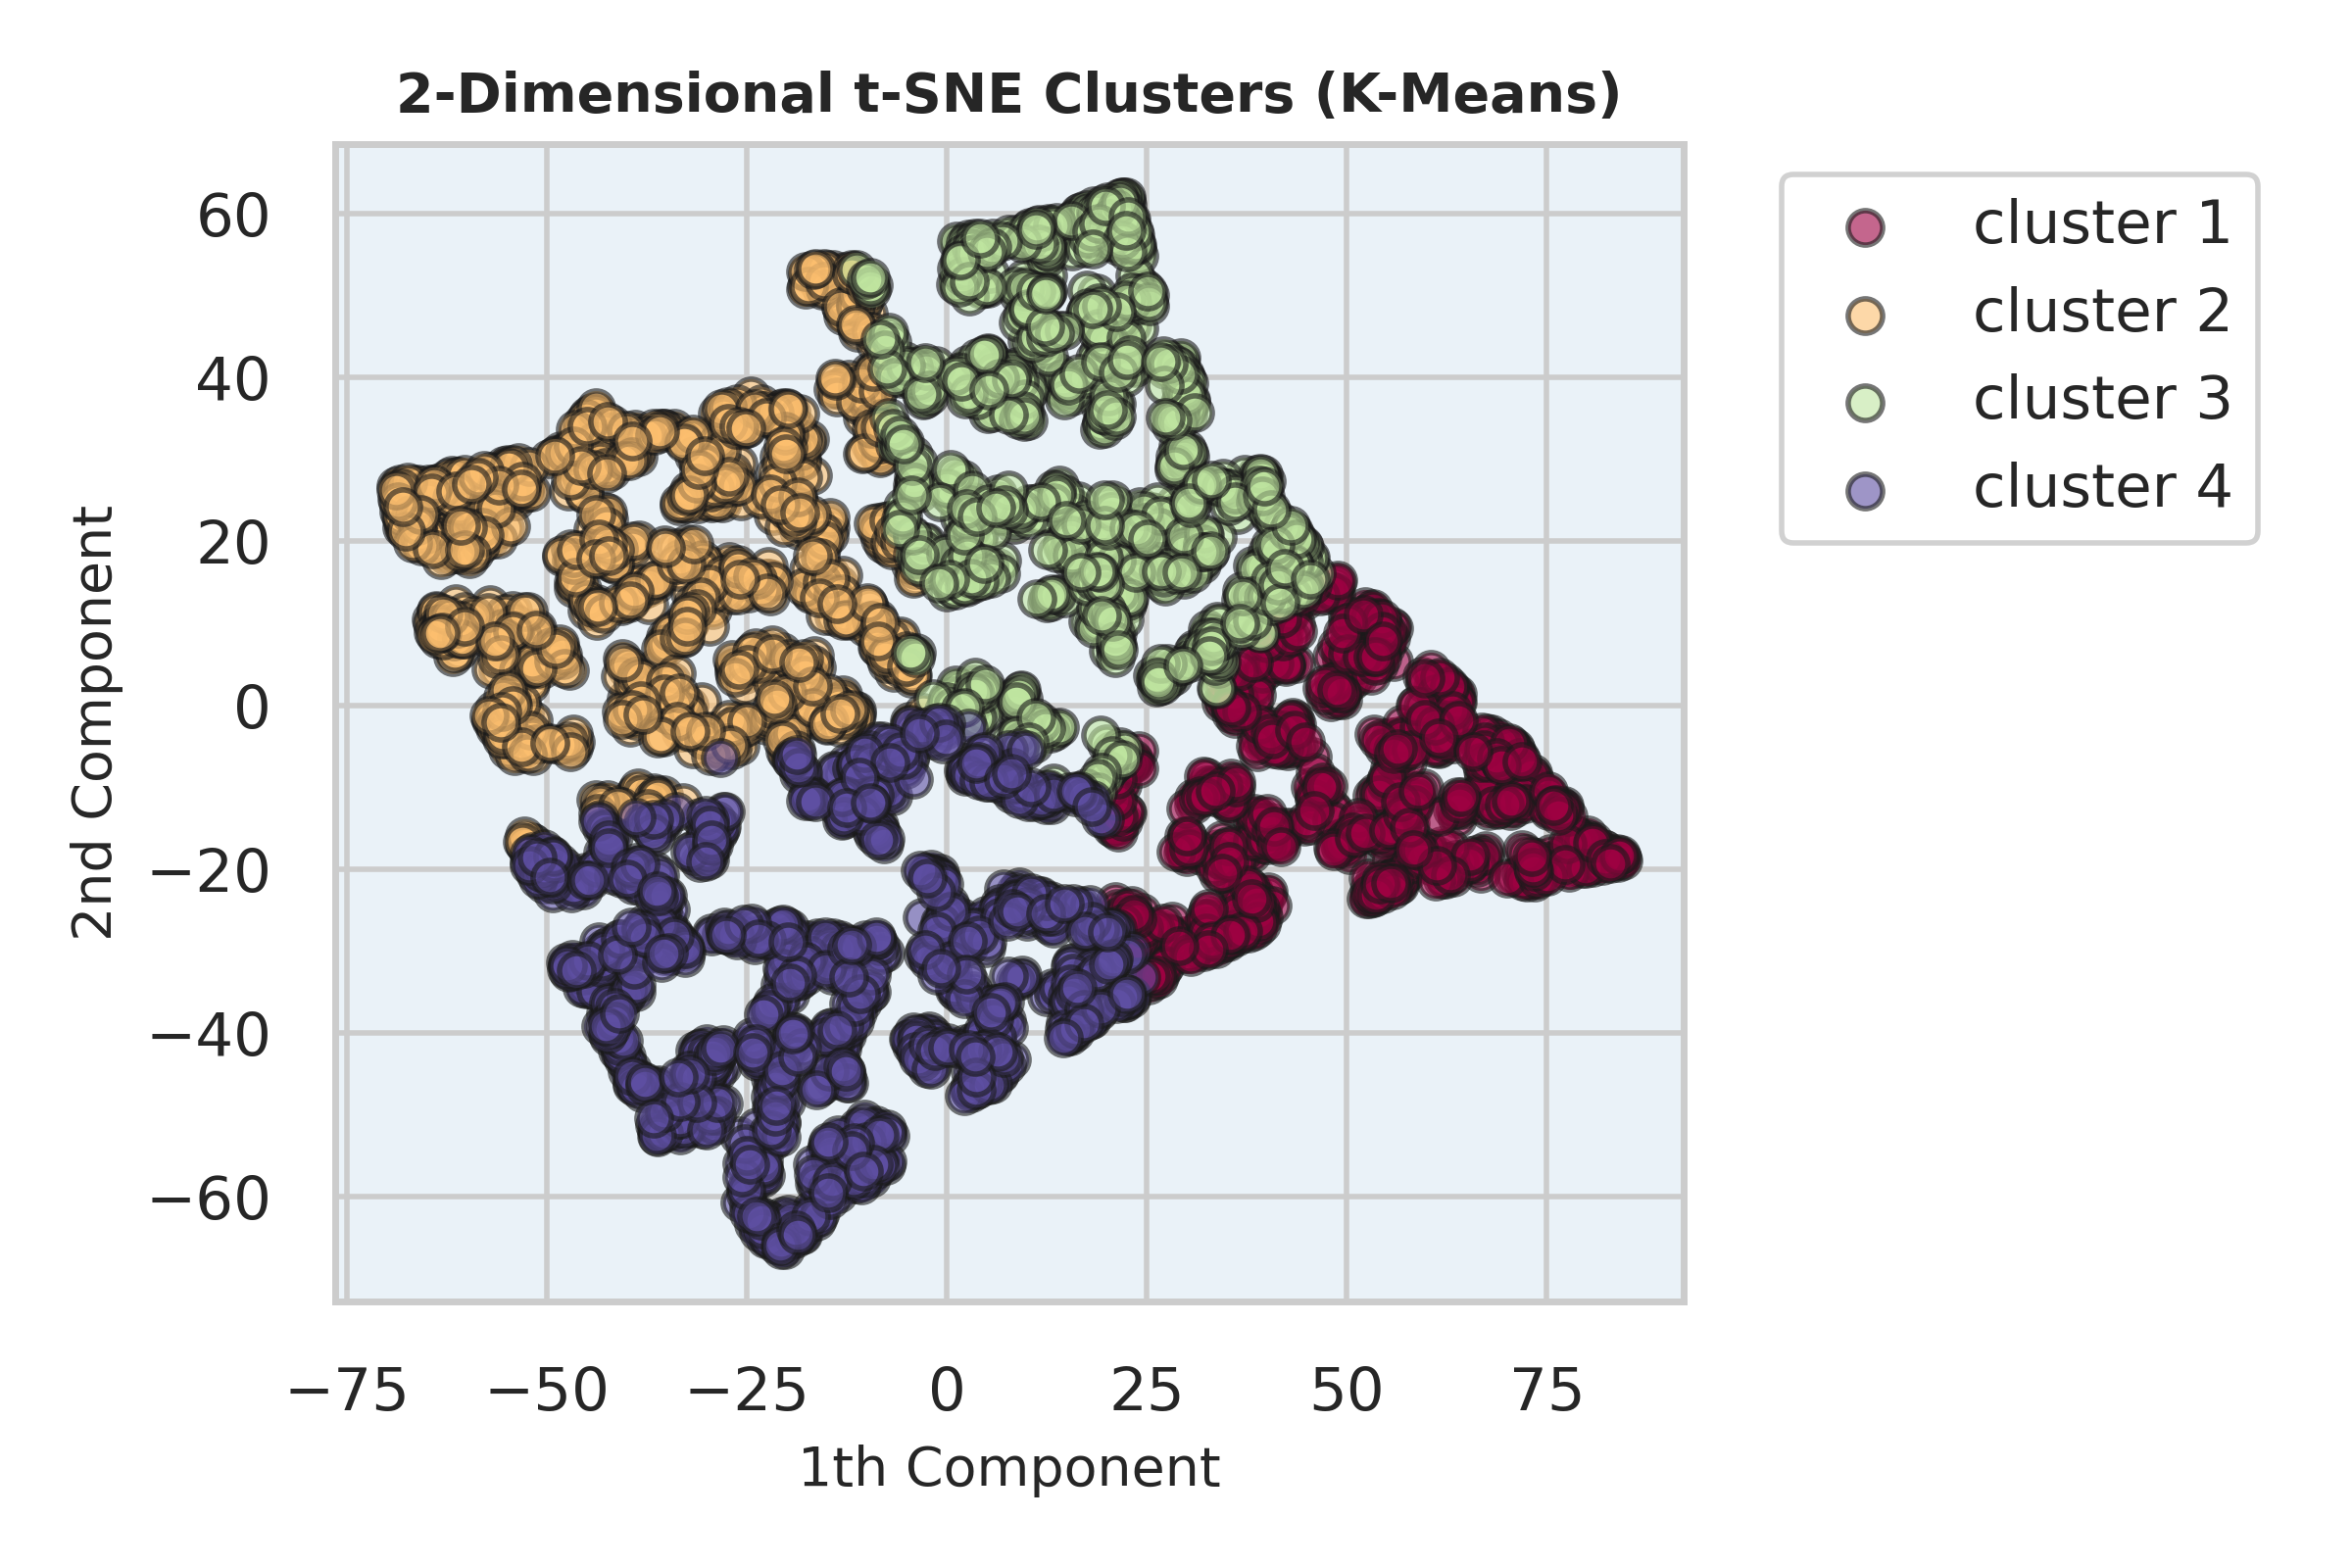 2-Dimensional t-SNE Clusters (K-Means)
60
40
20
0
−20
−40
−60
2nd Component
−75 −50 −25 0 25 50 75
1th Component
cluster 1
cluster 2
cluster 3
cluster 4